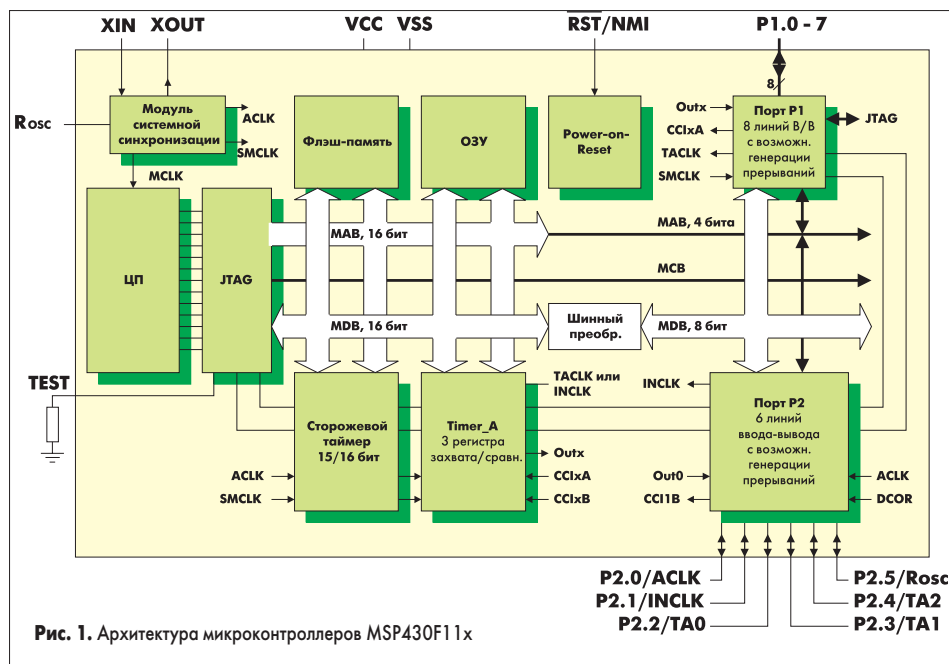 XIN XOUT VCC VSS RST/NMI P1.0 - 7
8
Rosc
Модуль
системной
синхронизации
ACLK
SMCLK
MCLK
Флэш-память
ОЗУ
Power-on-
Reset
Outx
CCIxA
TACLK
SMCLK
Порт P1
8 линий В/В
с возможн.
генерации
прерываний
JTAG
ЦП
JTAG
MAB, 16 бит
MAB, 4 бита
MCB
MDB, 16 бит
Шинный
преобр.
MDB, 8 бит
TEST
Сторожевой
таймер
15/16 бит
ACLK
SMCLK
Timer_A
3 регистра
захвата/сравн.
TACLK или
INCLK
Outx
CCIxA
CCIxB
INCLK
Out0
CCI1B
Порт P2
6 линий
ввода-вывода
с возможн.
генерации
прерываний
ACLK
DCOR
P2.0/ACLK
P2.1/INCLK
P2.2/TA0
P2.5/Rosc
P2.4/TA2
P2.3/TA1
Рис. 1. Архитектура микроконтроллеров MSP430F11x